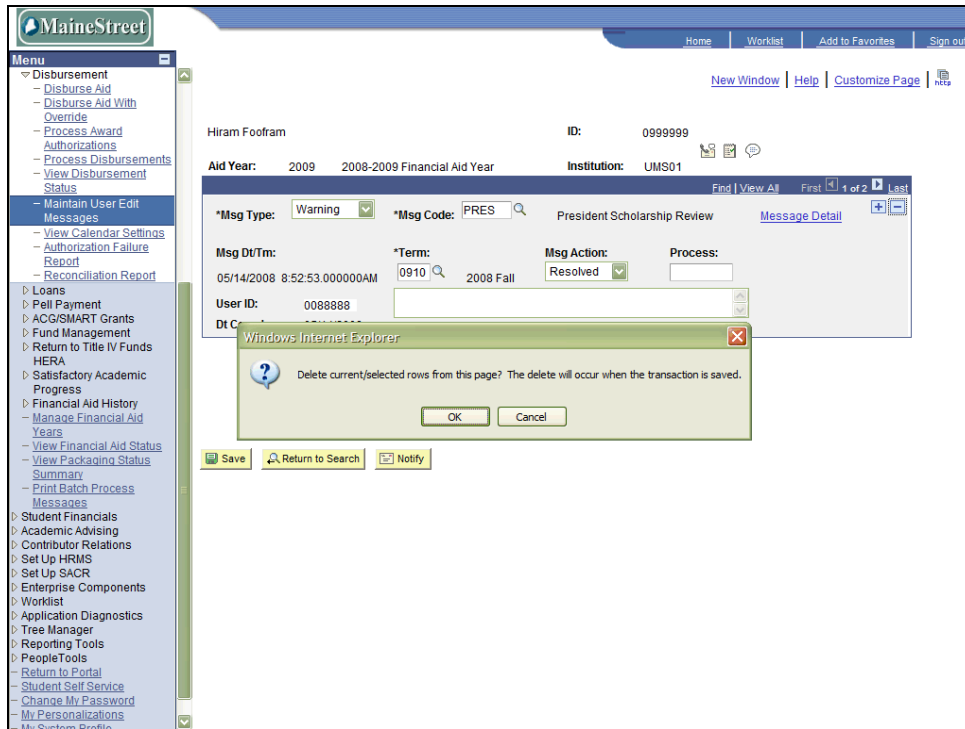 MaineStreet
Home Worklist Add to Favorites Sign out
Menu
Disbursement
– Disburse Aid
– Disburse Aid With
Override
– Process Award
Authorizations
– Process Disbursements
– View Disbursement
Status
– Maintain User Edit
Messages
– View Calendar Settings
– Authorization Failure
Report
– Reconciliation Report
Loans
Pell Payment
ACG/SMART Grants
Fund Management
Return to Title IV Funds
HERA
Satisfactory Academic
Progress
Financial Aid History
– Manage Financial Aid
Years
– View Financial Aid Status
– View Packaging Status
Summary
– Print Batch Process
Messages
Student Financials
Academic Advising
Contributor Relations
Set Up HRMS
Set Up SACR
Enterprise Components
Worklist
Application Diagnostics
Tree Manager
Reporting Tools
PeopleTools
– Return to Portal
– Student Self Service
– Change My Password
– My Personalizations
– My System Profile
New Window | Help | Customize Page | http
Hiram Foofram ID: 0999999
Aid Year: 2009 2008-2009 Financial Aid Year Institution: UMS01
Find | View All First 1 of 2 Last
*Msg Type: Warning *Msg Code: PRES President Scholarship Review Message Detail
Msg Dt/Tm: *Term: Msg Action: Process:
05/14/2008 8:52:53.000000AM 0910 2008 Fall Resolved
User ID: 0088888
Windows Internet Explorer
Delete current/selected rows from this page? The delete will occur when the transaction is saved.
OK Cancel
Save Return to Search Notify